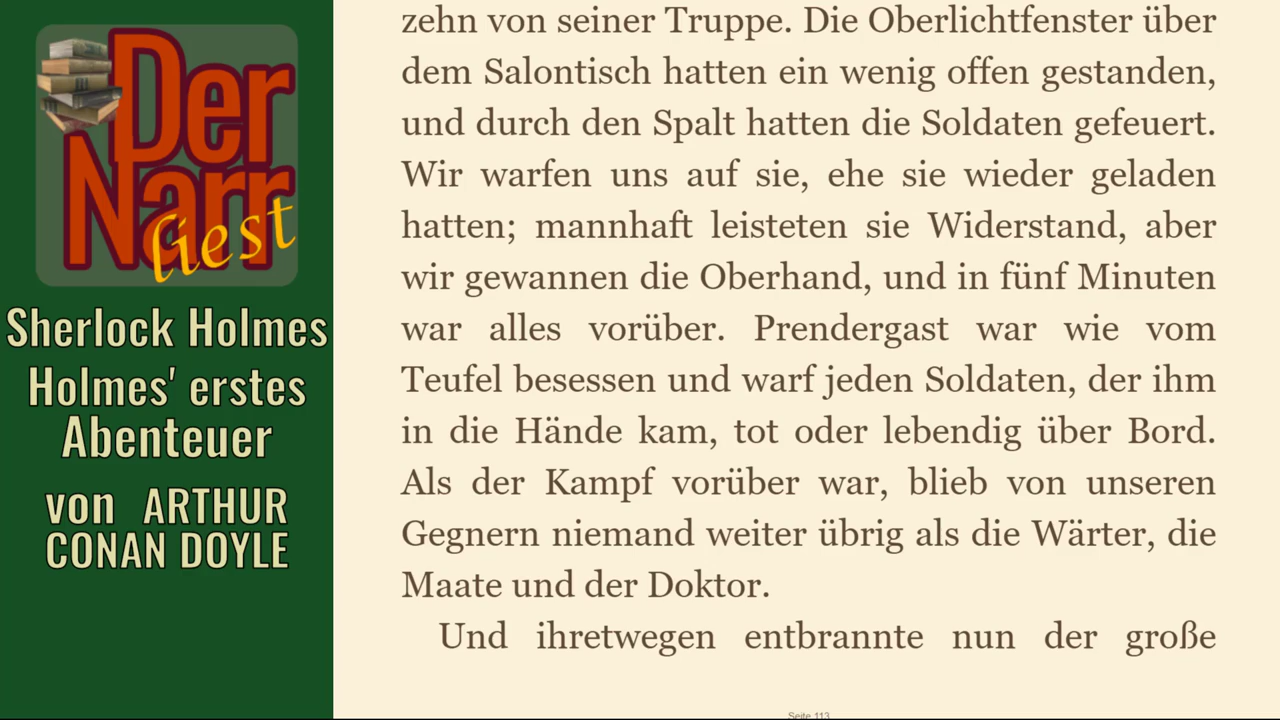 Der
Narr
liest
Sherlock Holmes
Holmes' erstes
Abenteuer
von ARTHUR
CONAN DOYLE
zehn von seiner Truppe. Die Oberlichtfenster über
dem Salontisch hatten ein wenig offen gestanden,
und durch den Spalt hatten die Soldaten gefeuert.
Wir warfen uns auf sie, ehe sie wieder geladen
hatten; mannhaft leisteten sie Widerstand, aber
wir gewannen die Oberhand, und in fünf Minuten
war alles vorüber. Prendergast war wie vom
Teufel besessen und warf jeden Soldaten, der ihm
in die Hände kam, tot oder lebendig über Bord.
Als der Kampf vorüber war, blieb von unseren
Gegnern niemand weiter übrig als die Wärter, die
Maate und der Doktor.
Und ihretwegen entbrannte nun der große
Seite 113